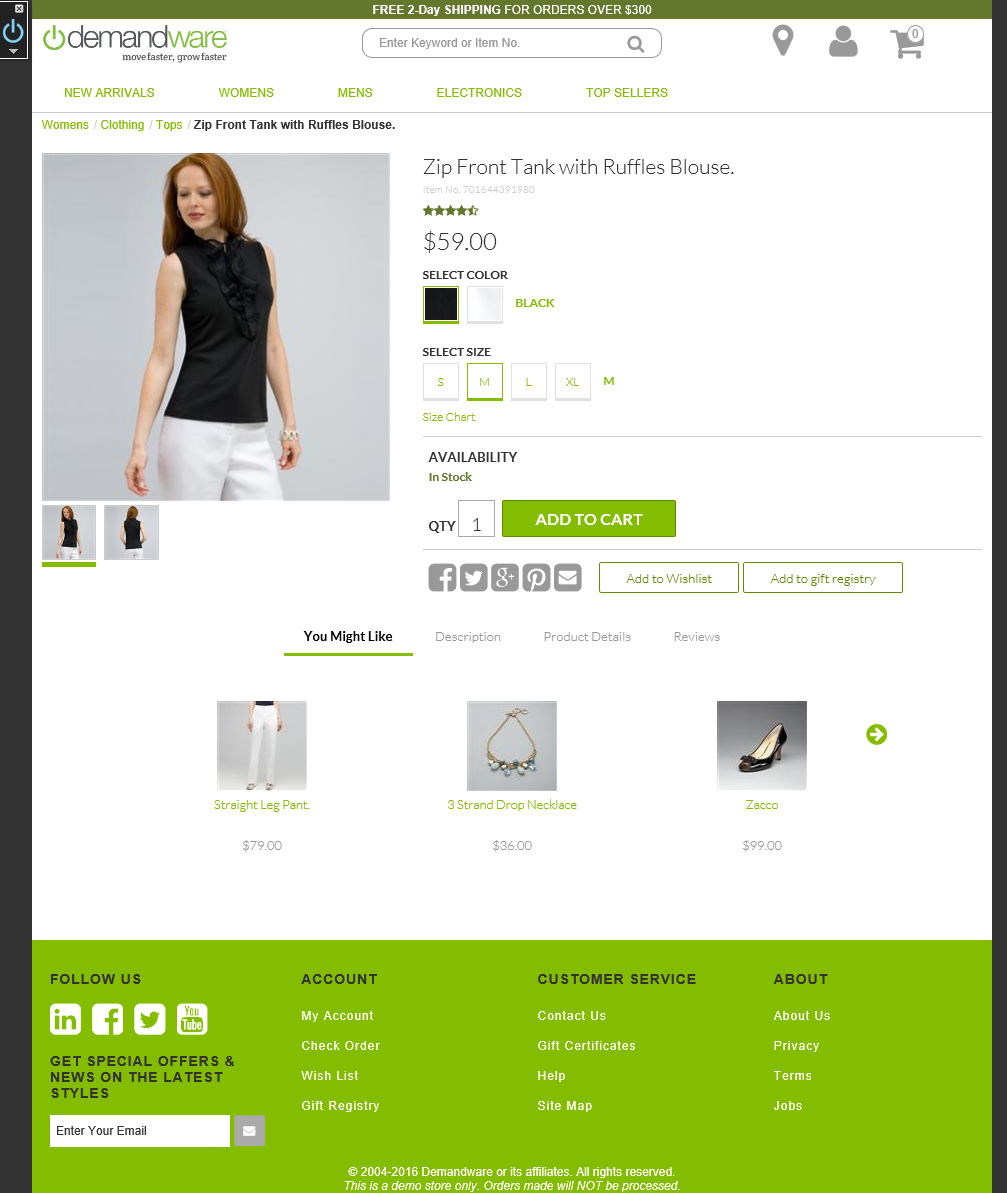 FREE 2-Day SHIPPING FOR ORDERS OVER $300
demandware
move faster, grow faster
Enter Keyword or Item No.
0
NEW ARRIVALS WOMENS MENS ELECTRONICS TOP SELLERS
Womens / Clothing / Tops / Zip Front Tank with Ruffles Blouse.
Zip Front Tank with Ruffles Blouse.
Item No. 701644391980
$59.00
SELECT COLOR
BLACK
SELECT SIZE
S M L XL M
Size Chart
AVAILABILITY
In Stock
QTY 1 ADD TO CART
Add to Wishlist Add to gift registry
You Might Like Description Product Details Reviews
Straight Leg Pant. 3 Strand Drop Necklace Zacco
$79.00 $36.00 $99.00
FOLLOW US
in
You
Tube
GET SPECIAL OFFERS &
NEWS ON THE LATEST
STYLES
Enter Your Email
ACCOUNT
My Account
Check Order
Wish List
Gift Registry
CUSTOMER SERVICE
Contact Us
Gift Certificates
Help
Site Map
ABOUT
About Us
Privacy
Terms
Jobs
© 2004-2016 Demandware or its affiliates. All rights reserved.
This is a demo store only. Orders made will NOT be processed.